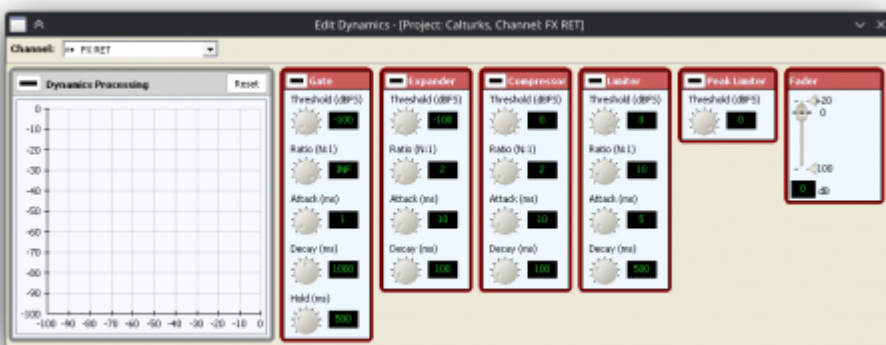 Edit Dynamics - [Project: Calturks, Channel: FX RET]
Channel: FX RET
Dynamics Processing Reset
0
-10
-20
-30
-40
-50
-60
-70
-80
-90
-100
-100 -90 -80 -70 -60 -50 -40 -30 -20 -10 0
Gate
Threshold (dBFS)
-100
Ratio (N:1)
INF
Attack (ms)
1
Decay (ms)
1000
Hold (ms)
500
Expander
Threshold (dBFS)
-100
Ratio (N:1)
2
Attack (ms)
10
Decay (ms)
100
Compressor
Threshold (dBFS)
0
Ratio (N:1)
2
Attack (ms)
10
Decay (ms)
100
Limiter
Threshold (dBFS)
0
Ratio (N:1)
10
Attack (ms)
5
Decay (ms)
500
Peak Limiter
Threshold (dBFS)
0
Fader
+20
0
-100
0 dB